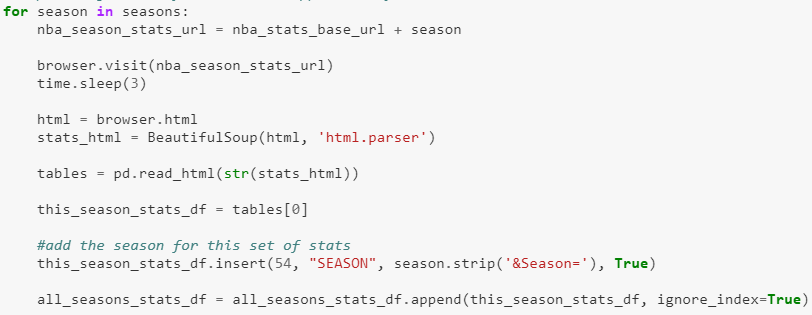 for season in seasons:
    nba_season_stats_url = nba_stats_base_url + season
    browser.visit(nba_season_stats_url)
    time.sleep(3)
    html = browser.html
    stats_html = BeautifulSoup(html, 'html.parser')
    tables = pd.read_html(str(stats_html))
    this_season_stats_df = tables[0]
    #add the season for this set of stats
    this_season_stats_df.insert(54, "SEASON", season.strip('&Season='), True)
    all_seasons_stats_df = all_seasons_stats_df.append(this_season_stats_df, ignore_index=True)